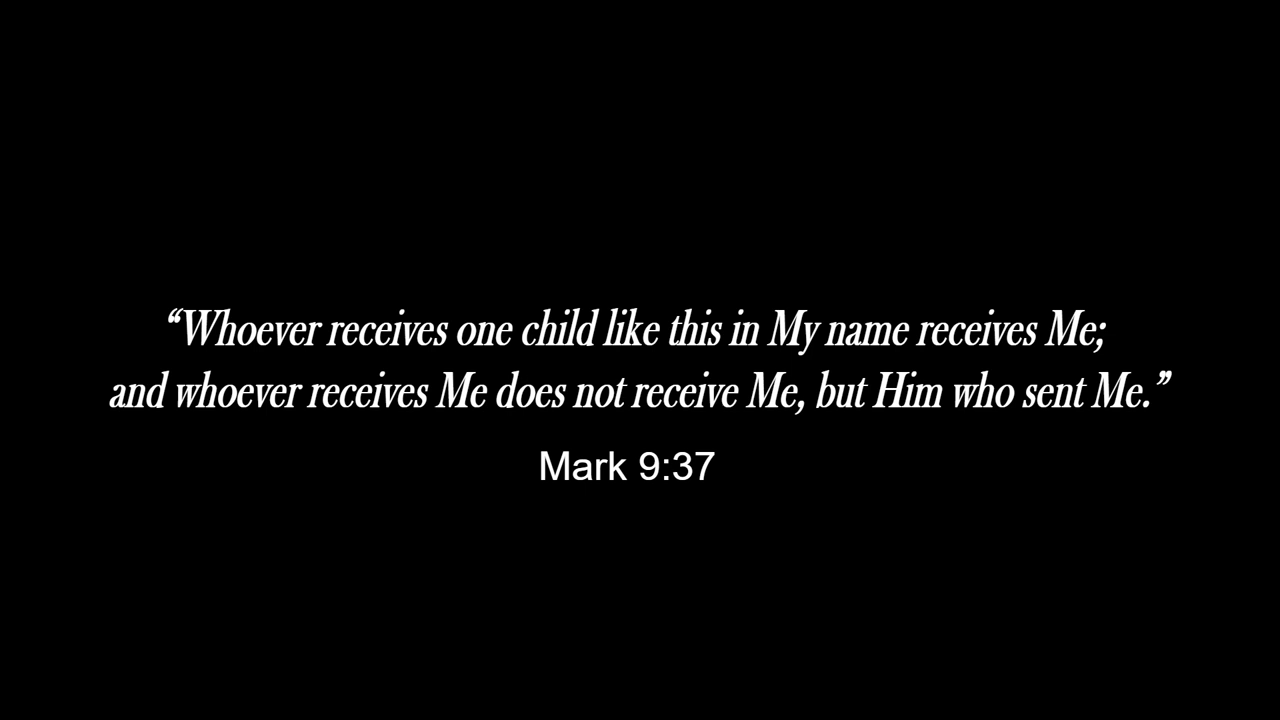 “Whoever receives one child like this in My name receives Me;
and whoever receives Me does not receive Me, but Him who sent Me.”
Mark 9:37